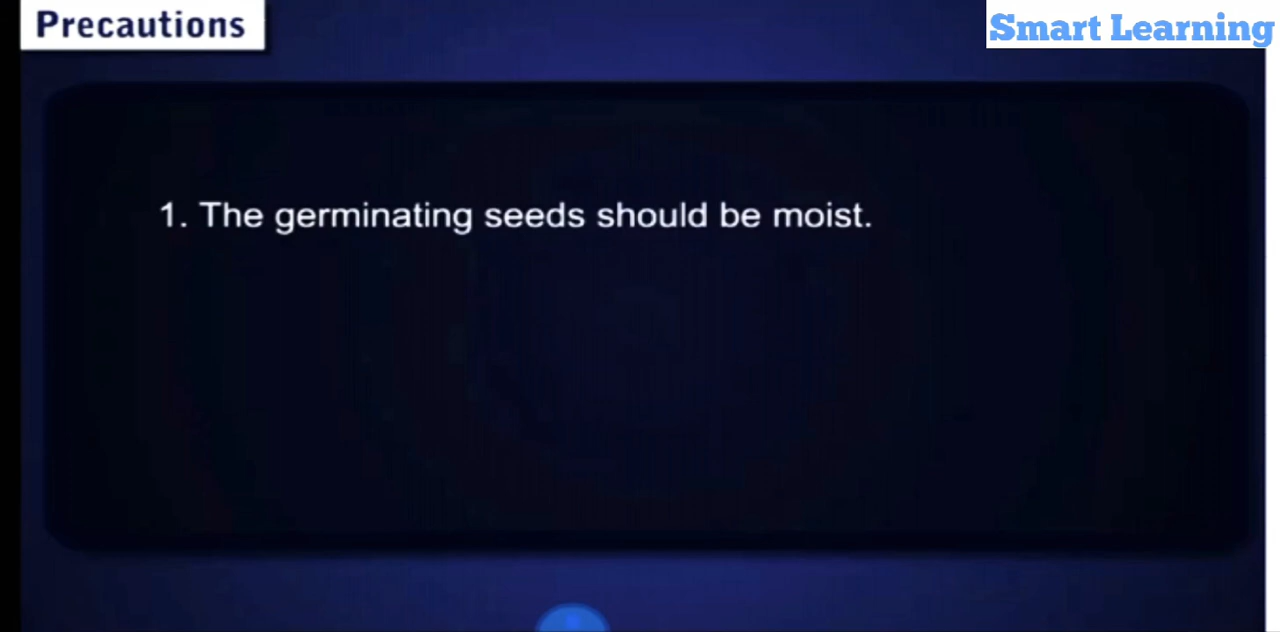 Precautions
Smart Learning
1. The germinating seeds should be moist.